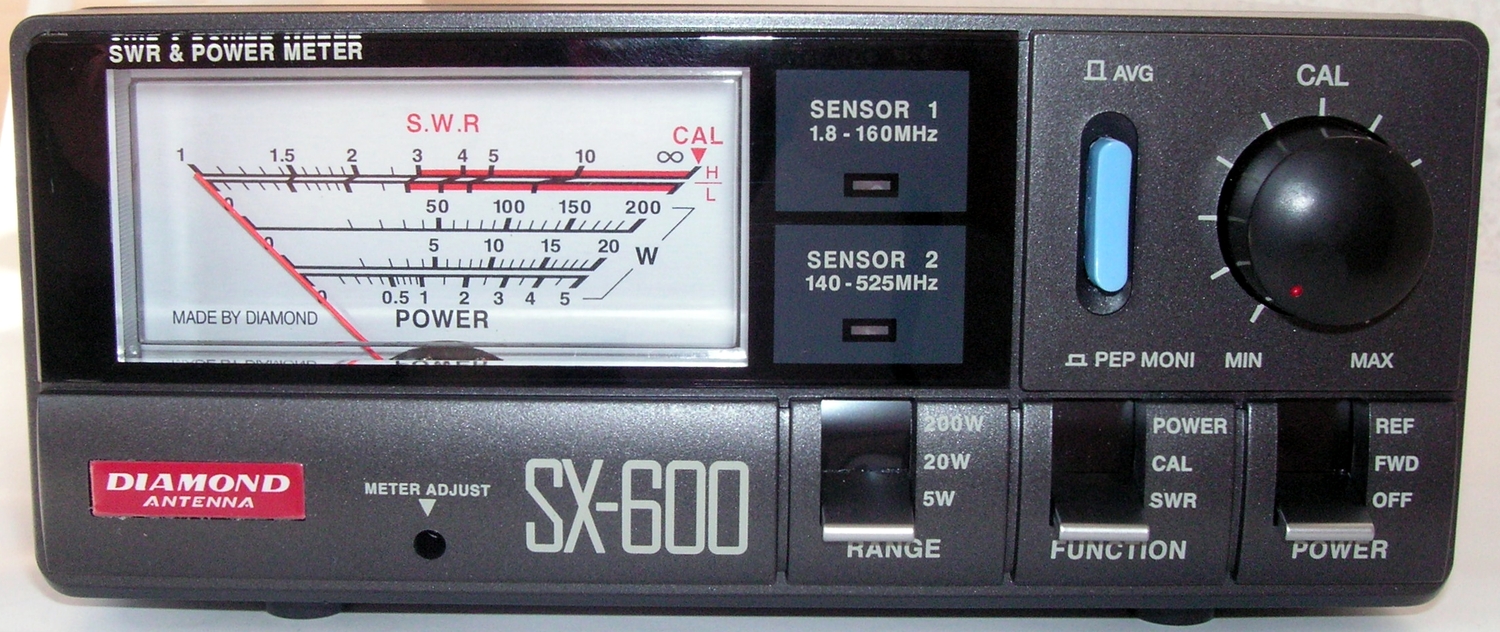 SWR & POWER METER
S.W.R
CAL
1 1.5 2 3 4 5 10 ∞
H
L
0 50 100 150 200
0 5 10 15 20
W
0 0.5 1 2 3 4 5
MADE BY DIAMOND
POWER
SENSOR 1
1.8 - 160MHz
SENSOR 2
140 - 525MHz
AVG
PEP MONI
CAL
MIN
MAX
DIAMOND
ANTENNA
METER ADJUST
SX-600
200W
20W
5W
RANGE
POWER
CAL
SWR
FUNCTION
REF
FWD
OFF
POWER